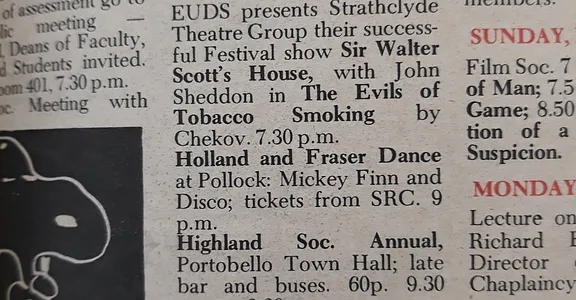 of assessment go to
meeting —
Deans of Faculty,
Students invited.
401, 7.30 p.m.
Meeting with
EUDS presents Strathclyde
Theatre Group their success-
ful Festival show Sir Walter
Scott's House, with John
Sheddon in The Evils of
Tobacco Smoking by
Chekov. 7.30 p.m.
Holland and Fraser Dance
at Pollock: Mickey Finn and
Disco; tickets from SRC. 9
p.m.
Highland Soc. Annual,
Portobello Town Hall; late
bar and buses. 60p. 9.30
members.
SUNDAY,
Film Soc. 7
of Man; 7.5
Game; 8.50
tion of a
Suspicion.
MONDAY
Lecture on
Richard
Director
Chaplaincy